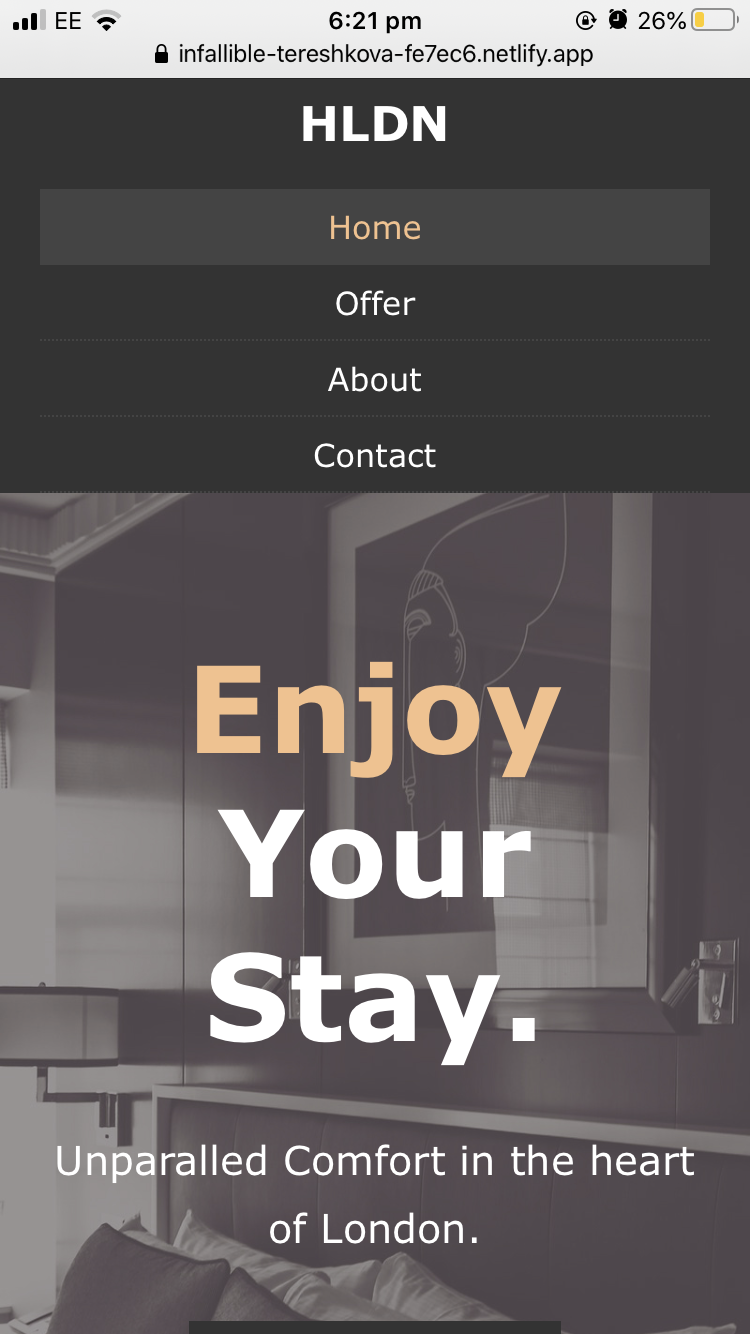 EE 6:21 pm 26%
infallible-tereshkova-fe7ec6.netlify.app
HLDN
Home
Offer
About
Contact
Enjoy
Your
Stay.
Unparalled Comfort in the heart
of London.